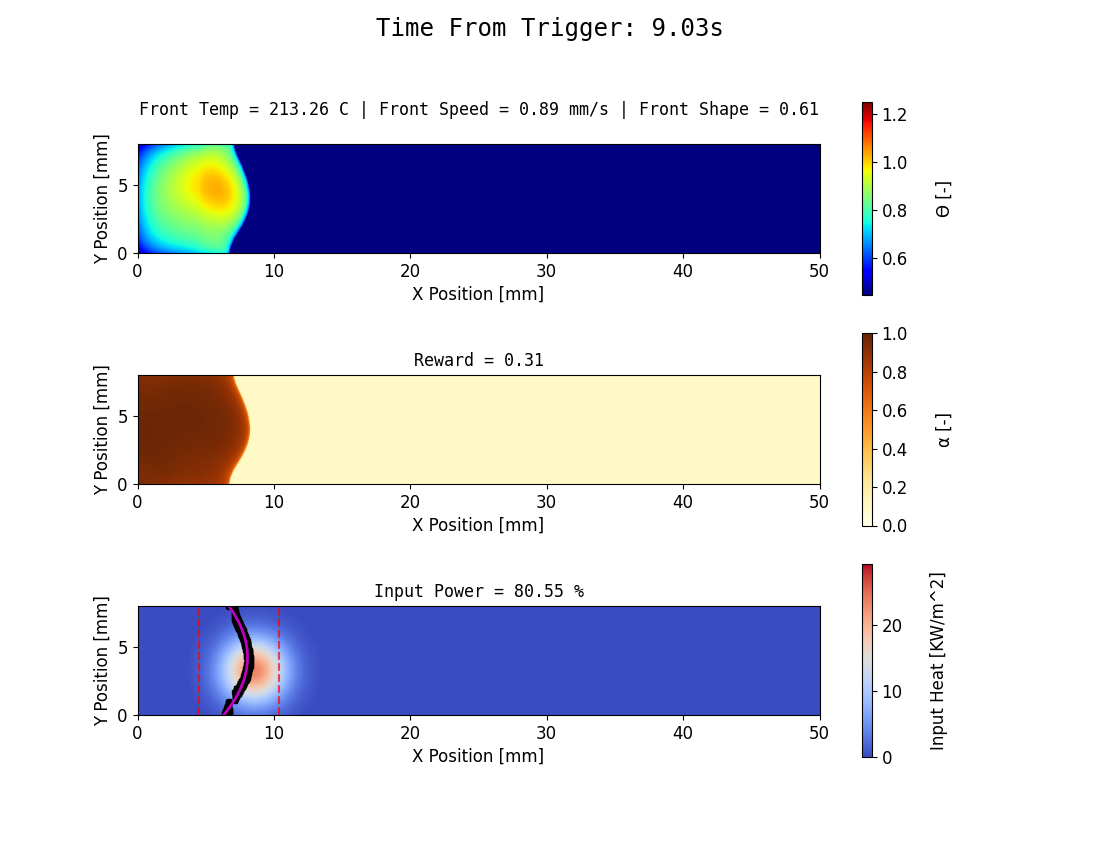 Time From Trigger: 9.03s
Front Temp = 213.26 C | Front Speed = 0.89 mm/s | Front Shape = 0.61
Y Position [mm]
5
0
0 10 20 30 40 50
X Position [mm]
1.2
1.0
0.8
0.6
Θ [-]
Reward = 0.31
Y Position [mm]
5
0
0 10 20 30 40 50
X Position [mm]
1.0
0.8
0.6
0.4
0.2
0.0
α [-]
Input Power = 80.55 %
Y Position [mm]
5
0
0 10 20 30 40 50
X Position [mm]
20
10
0
Input Heat [KW/m^2]